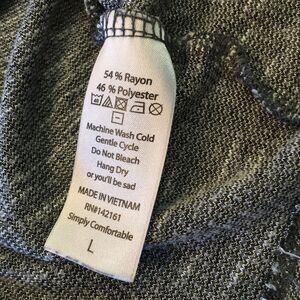 54 % Rayon
46 % Polyester
Machine Wash Cold
Gentle Cycle
Do Not Bleach
Hang Dry
or you'll be sad
MADE IN VIETNAM
RN#142161
Simply Comfortable
L